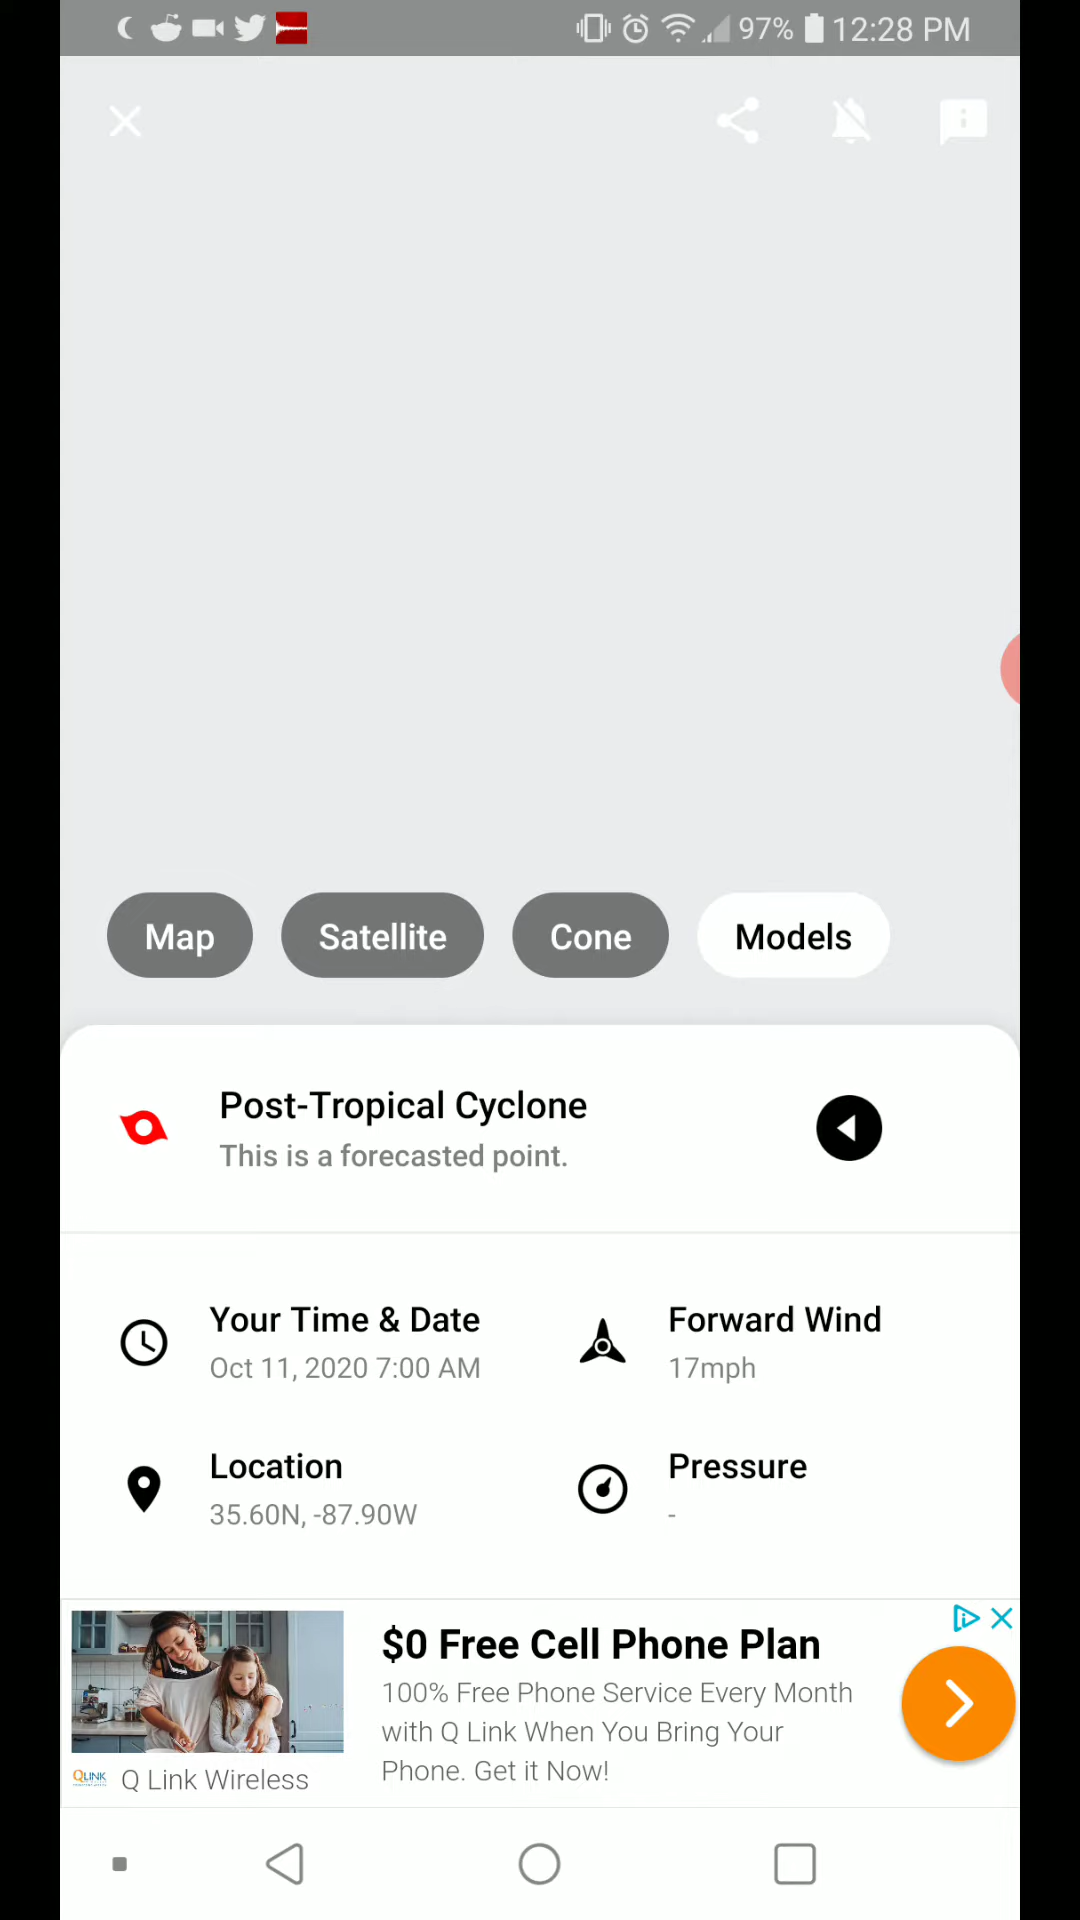 97% 12:28 PM
Map Satellite Cone Models
Post-Tropical Cyclone
This is a forecasted point.
Your Time & Date
Oct 11, 2020 7:00 AM
Forward Wind
17mph
Location
35.60N, -87.90W
Pressure
-
$0 Free Cell Phone Plan
100% Free Phone Service Every Month
with Q Link When You Bring Your
Phone. Get it Now!
QLINK
Q Link Wireless